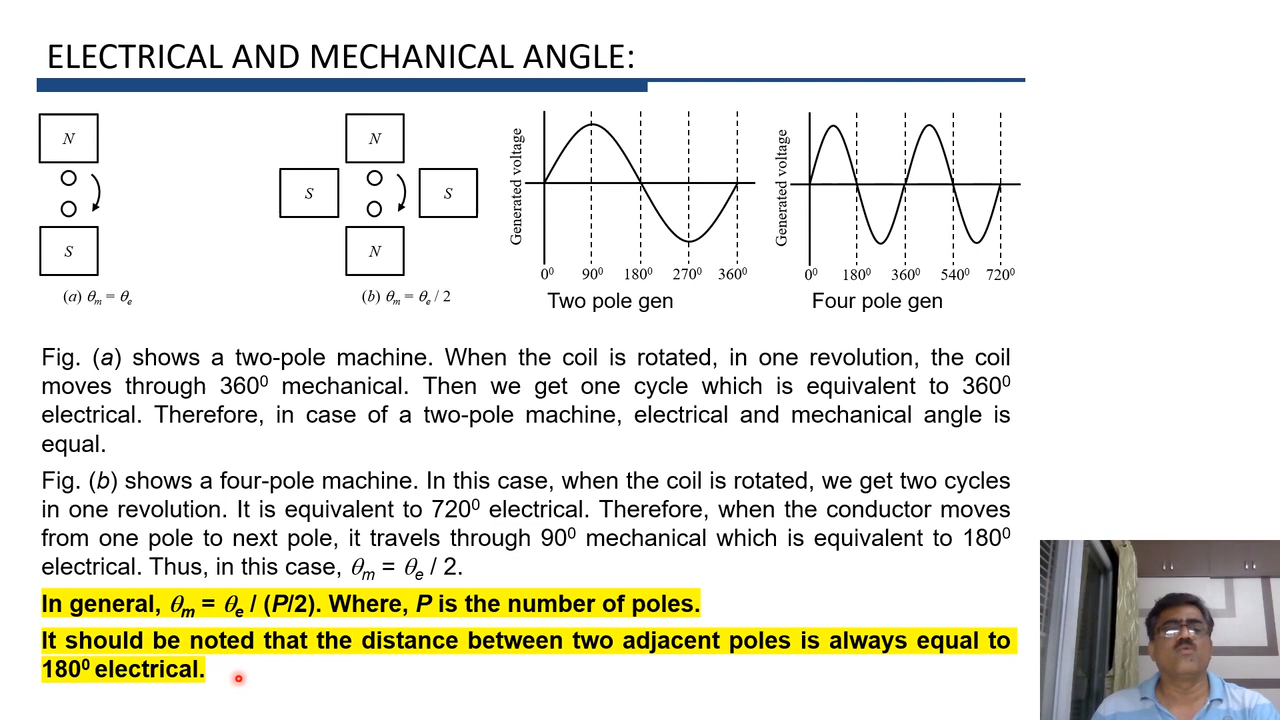 ELECTRICAL AND MECHANICAL ANGLE:
N
S
(a) θm = θe
N
S
S
N
(b) θm = θe / 2
Generated voltage
0⁰ 90⁰ 180⁰ 270⁰ 360⁰
Two pole gen
Generated voltage
0⁰ 180⁰ 360⁰ 540⁰ 720⁰
Four pole gen
Fig. (a) shows a two-pole machine. When the coil is rotated, in one revolution, the coil
moves through 360⁰ mechanical. Then we get one cycle which is equivalent to 360⁰
electrical. Therefore, in case of a two-pole machine, electrical and mechanical angle is
equal.
Fig. (b) shows a four-pole machine. In this case, when the coil is rotated, we get two cycles
in one revolution. It is equivalent to 720⁰ electrical. Therefore, when the conductor moves
from one pole to next pole, it travels through 90⁰ mechanical which is equivalent to 180⁰
electrical. Thus, in this case, θm = θe / 2.
In general, θm = θe / (P/2). Where, P is the number of poles.
It should be noted that the distance between two adjacent poles is always equal to
180⁰ electrical.